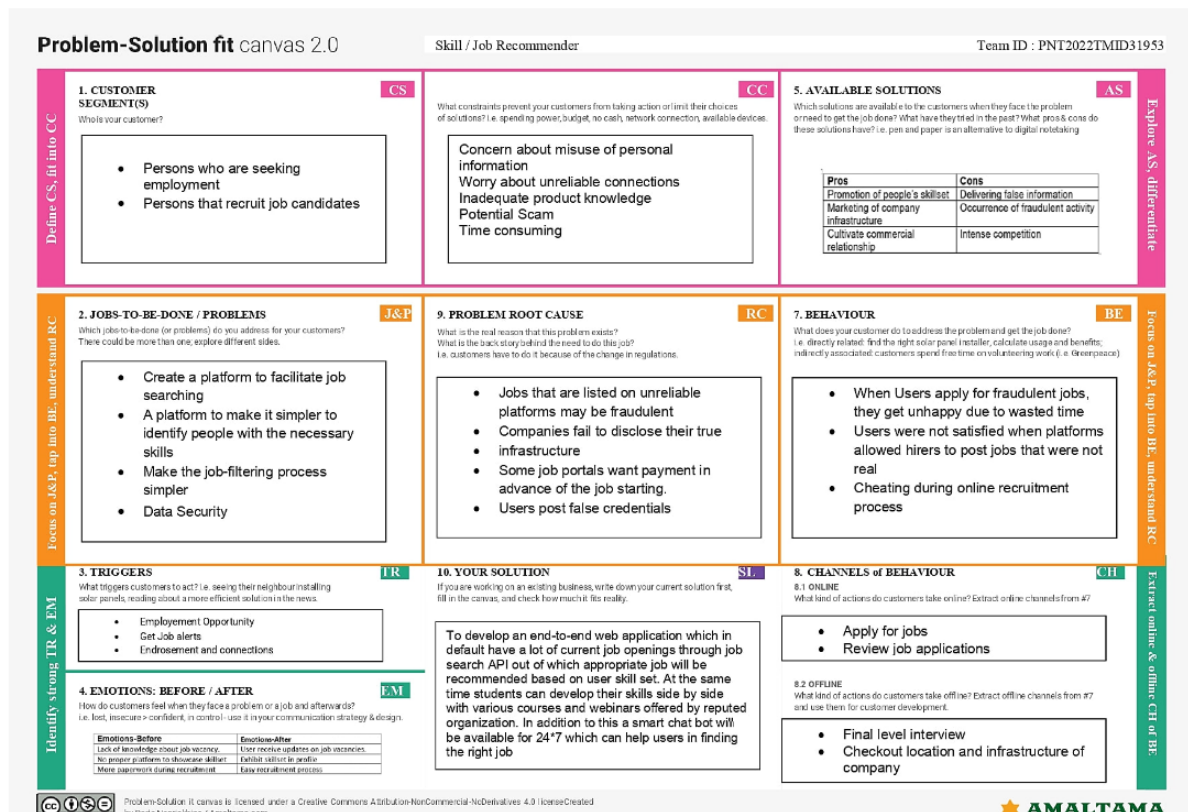 Problem-Solution fit canvas 2.0
Skill / Job Recommender
Team ID : PNT2022TMID31953
Define CS, fit into CC
1. CUSTOMER
SEGMENT(S)
CS
Who is your customer?
• Persons who are seeking
employment
• Persons that recruit job candidates
CC
What constraints prevent your customers from taking action or limit their choices
of solutions? i.e. spending power, budget, no cash, network connection, available devices.
Concern about misuse of personal
information
Worry about unreliable connections
Inadequate product knowledge
Potential Scam
Time consuming
5. AVAILABLE SOLUTIONS
AS
Which solutions are available to the customers when they face the problem
or need to get the job done? What have they tried in the past? What pros & cons do
these solutions have? i.e. pen and paper is an alternative to digital notetaking
Pros Cons
Promotion of people's skillset Delivering false information
Marketing of company Occurrence of fraudulent activity
infrastructure
Cultivate commercial Intense competition
relationship
Explore AS, differentiate
Focus on J&P, tap into BE, understand RC
2. JOBS-TO-BE-DONE / PROBLEMS
J&P
Which jobs-to-be-done (or problems) do you address for your customers?
There could be more than one; explore different sides.
• Create a platform to facilitate job
searching
• A platform to make it simpler to
identify people with the necessary
skills
• Make the job-filtering process
simpler
• Data Security
9. PROBLEM ROOT CAUSE
RC
What is the real reason that this problem exists?
What is the back story behind the need to do this job?
i.e. customers have to do it because of the change in regulations.
• Jobs that are listed on unreliable
platforms may be fraudulent
• Companies fail to disclose their true
• infrastructure
• Some job portals want payment in
advance of the job starting.
• Users post false credentials
7. BEHAVIOUR
BE
What does your customer do to address the problem and get the job done?
i.e. directly related: find the right solar panel installer, calculate usage and benefits;
indirectly associated: customers spend free time on volunteering work (i.e. Greenpeace)
• When Users apply for fraudulent jobs,
they get unhappy due to wasted time
• Users were not satisfied when platforms
allowed hirers to post jobs that were not
real
• Cheating during online recruitment
process
Focus on J&P, tap into BE, understand RC
Identify strong TR & EM
3. TRIGGERS
TR
What triggers customers to act? i.e. seeing their neighbour installing
solar panels, reading about a more efficient solution in the news.
• Employement Opportunity
• Get Job alerts
• Endrosement and connections
4. EMOTIONS: BEFORE / AFTER
EM
How do customers feel when they face a problem or a job and afterwards?
i.e. lost, insecure > confident, in control - use it in your communication strategy & design.
Emotions-Before Emotions-After
Lack of knowledge about job vacancy. User receive updates on job vacancies.
No proper platform to showcase skillset Exhibit skillset in profile
More paperwork during recruitment Easy recruitment process
10. YOUR SOLUTION
SL
If you are working on an existing business, write down your current solution first,
fill in the canvas, and check how much it fits reality.
To develop an end-to-end web application which in
default have a lot of current job openings through job
search API out of which appropriate job will be
recommended based on user skill set. At the same
time students can develop their skills side by side
with various courses and webinars offered by reputed
organization. In addition to this a smart chat bot will
be available for 24*7 which can help users in finding
the right job
8. CHANNELS of BEHAVIOUR
CH
8.1 ONLINE
What kind of actions do customers take online? Extract online channels from #7
• Apply for jobs
• Review job applications
8.2 OFFLINE
What kind of actions do customers take offline? Extract offline channels from #7
and use them for customer development.
• Final level interview
• Checkout location and infrastructure of
company
Extract online & offline CH of BE
Problem-Solution fit canvas is licensed under a Creative Commons Attribution-NonCommercial-NoDerivatives 4.0 licenseCreated
AMALTAMA